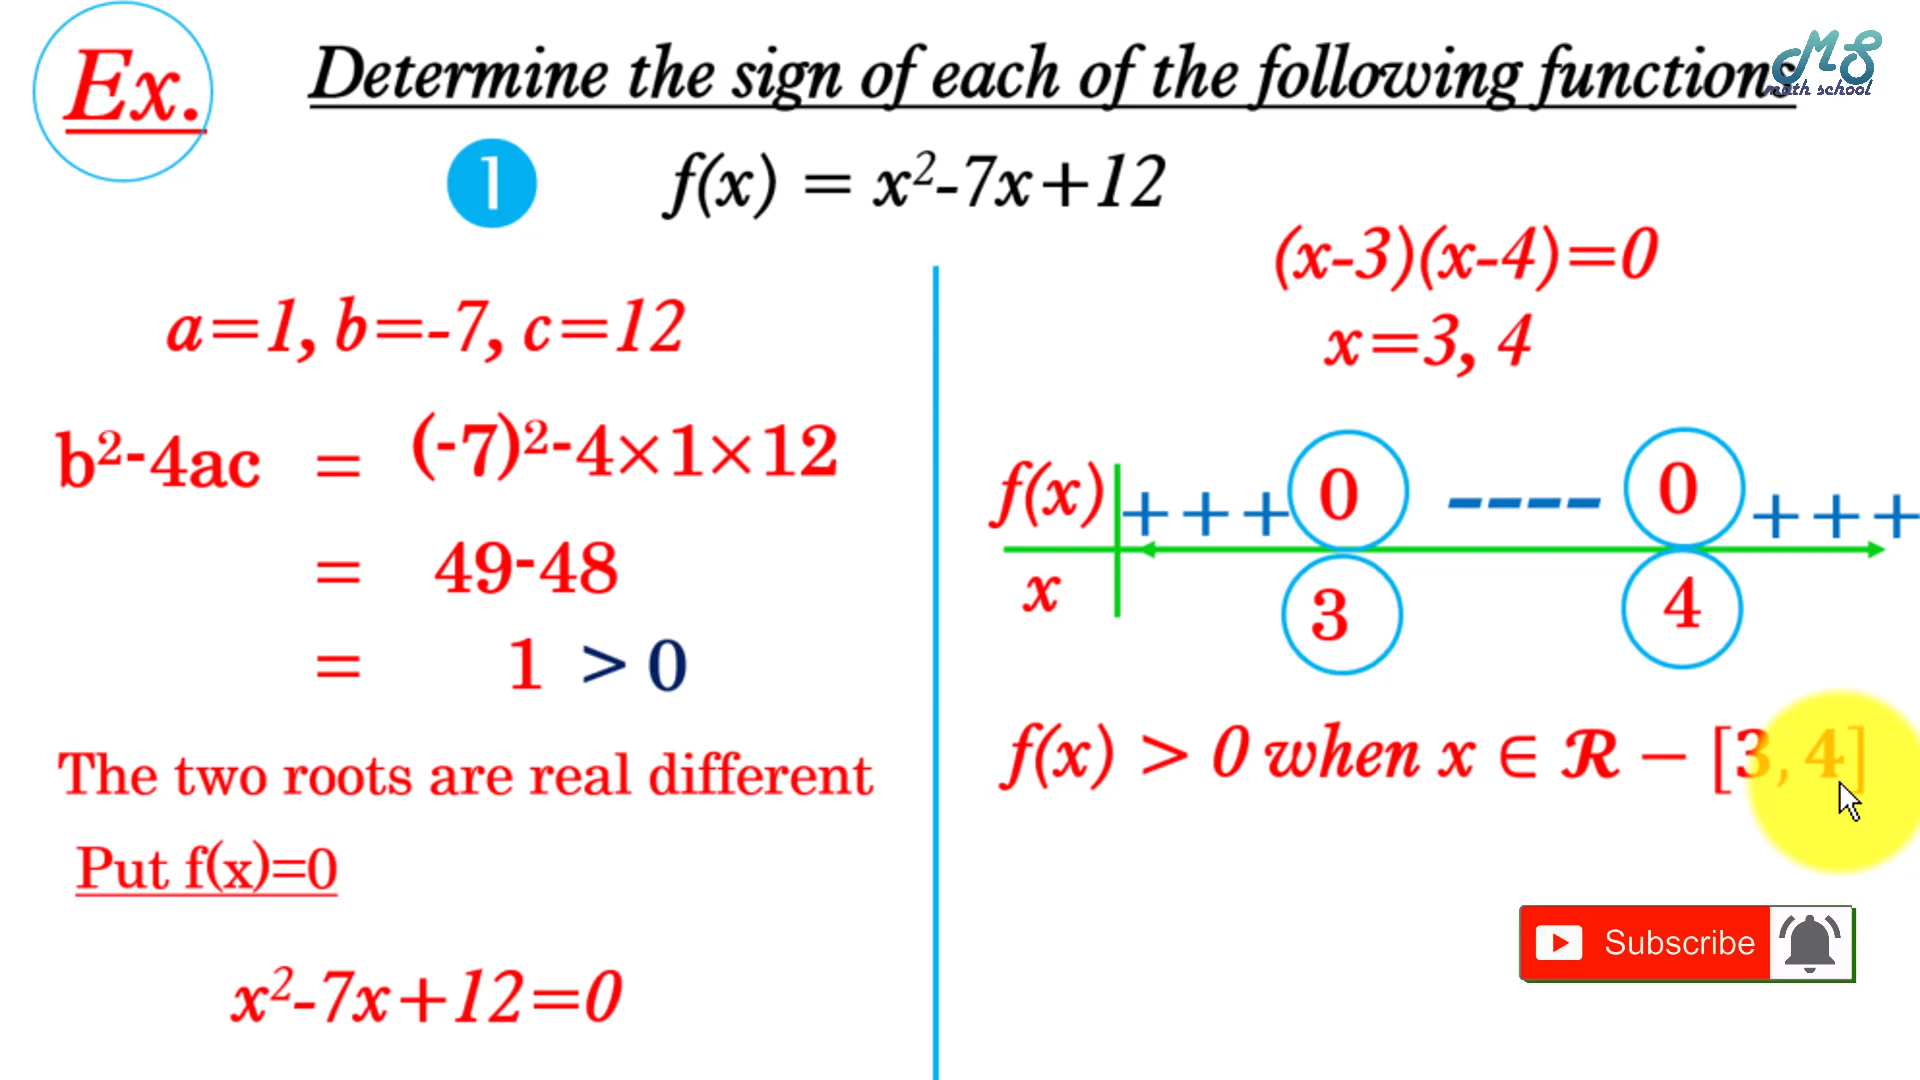 Ex.
Determine the sign of each of the following functions
MS
math school
1
f(x) = x²-7x+12
a=1, b=-7, c=12
b²-4ac = (-7)²-4×1×12
= 49-48
= 1 > 0
The two roots are real different
Put f(x)=0
x²-7x+12=0
(x-3)(x-4)=0
x=3, 4
f(x) +++ 0 ---- 0 +++
x 3 4
f(x) > 0 when x ∈ ℛ − [3, 4]
Subscribe